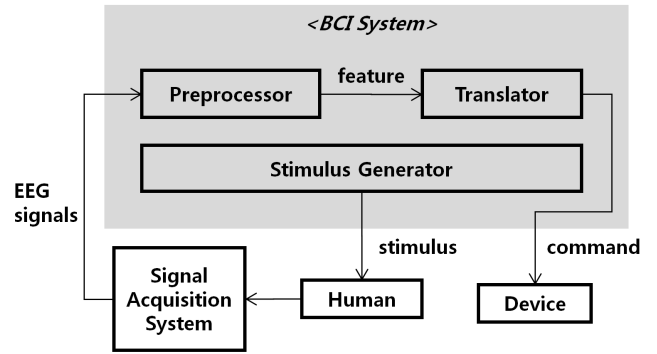 <BCI System>
feature
Preprocessor
Translator
Stimulus Generator
EEG
signals
stimulus
command
Signal
Acquisition
System
Human
Device